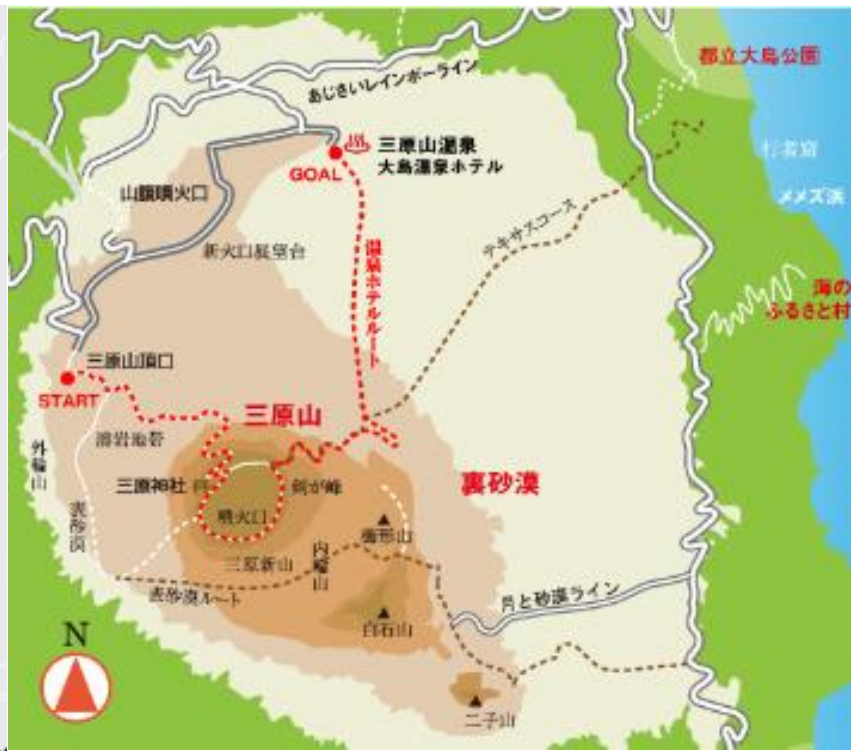 都立大島公園
あじさいレインボーライン
三原山温泉
大島温泉ホテル
GOAL
行者窟
メメズ浜
山腹噴火口
テキサスコース
新火口展望台
温泉ホテルルート
海の
ふるさと村
三原山頂口
START
三原山
溶岩地帯
外輪山
三原神社
剣が峰
裏砂漠
表砂漠
噴火口
櫛形山
三原新山
内輪山
表砂漠ルート
月と砂漠ライン
白石山
N
二子山